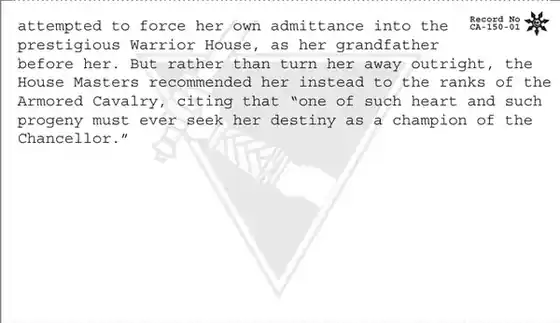 attempted to force her own admittance into the
prestigious Warrior House, as her grandfather
before her. But rather than turn her away outright, the
House Masters recommended her instead to the ranks of the
Armored Cavalry, citing that “one of such heart and such
progeny must ever seek her destiny as a champion of the
Chancellor.”
Record No
CA-150-01